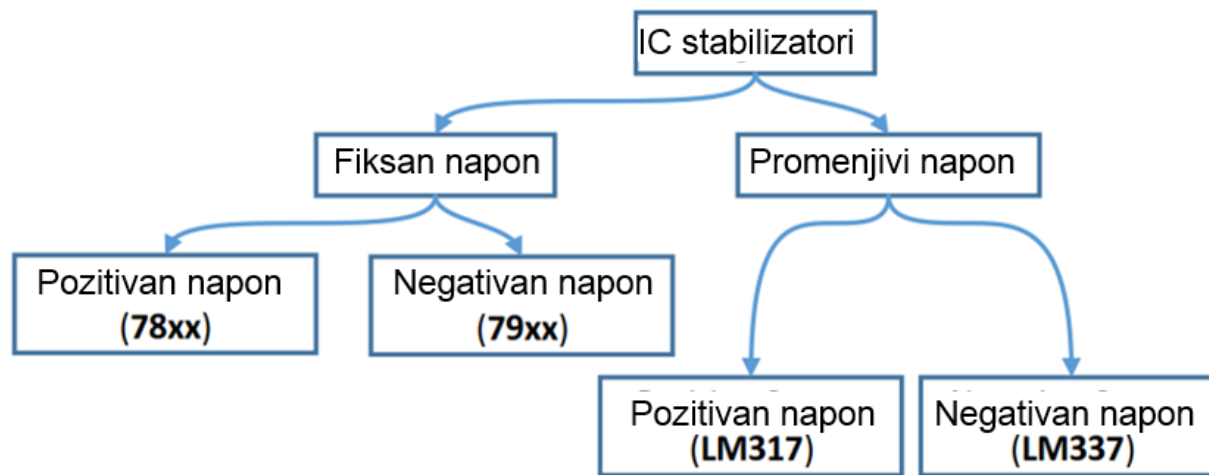 IC stabilizatori
Fiksan napon
Promenjivi napon
Pozitivan napon
(78xx)
Negativan napon
(79xx)
Pozitivan napon
(LM317)
Negativan napon
(LM337)